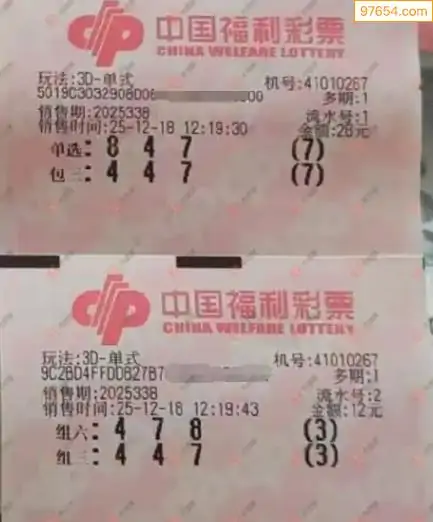 97654.com
中国福利彩票
CHINA WELFARE LOTTERY
玩法:3D-单式 机号:41010267
多期:1
销售期:2025338 流水号:1
销售时间:25-12-18 12:19:30 金额:28元
单选: 8 4 7 (7)
包三: 4 4 7 (7)
中国福利彩票
CHINA WELFARE LOTTERY
玩法:3D-单式 机号:41010267
多期:1
销售期:2025338 流水号:2
销售时间:25-12-18 12:19:43 金额:12元
组六: 4 7 8 (3)
组三: 4 4 7 (3)